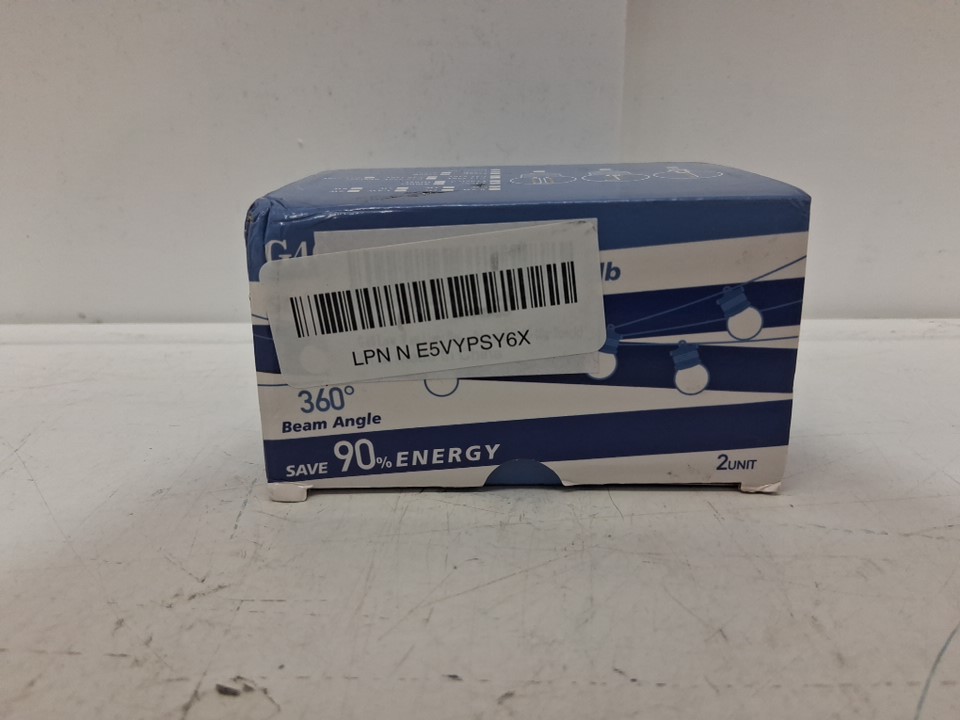 G4
lb
LPN N E5VYPSY6X
360°
Beam Angle
SAVE 90% ENERGY
2UNIT